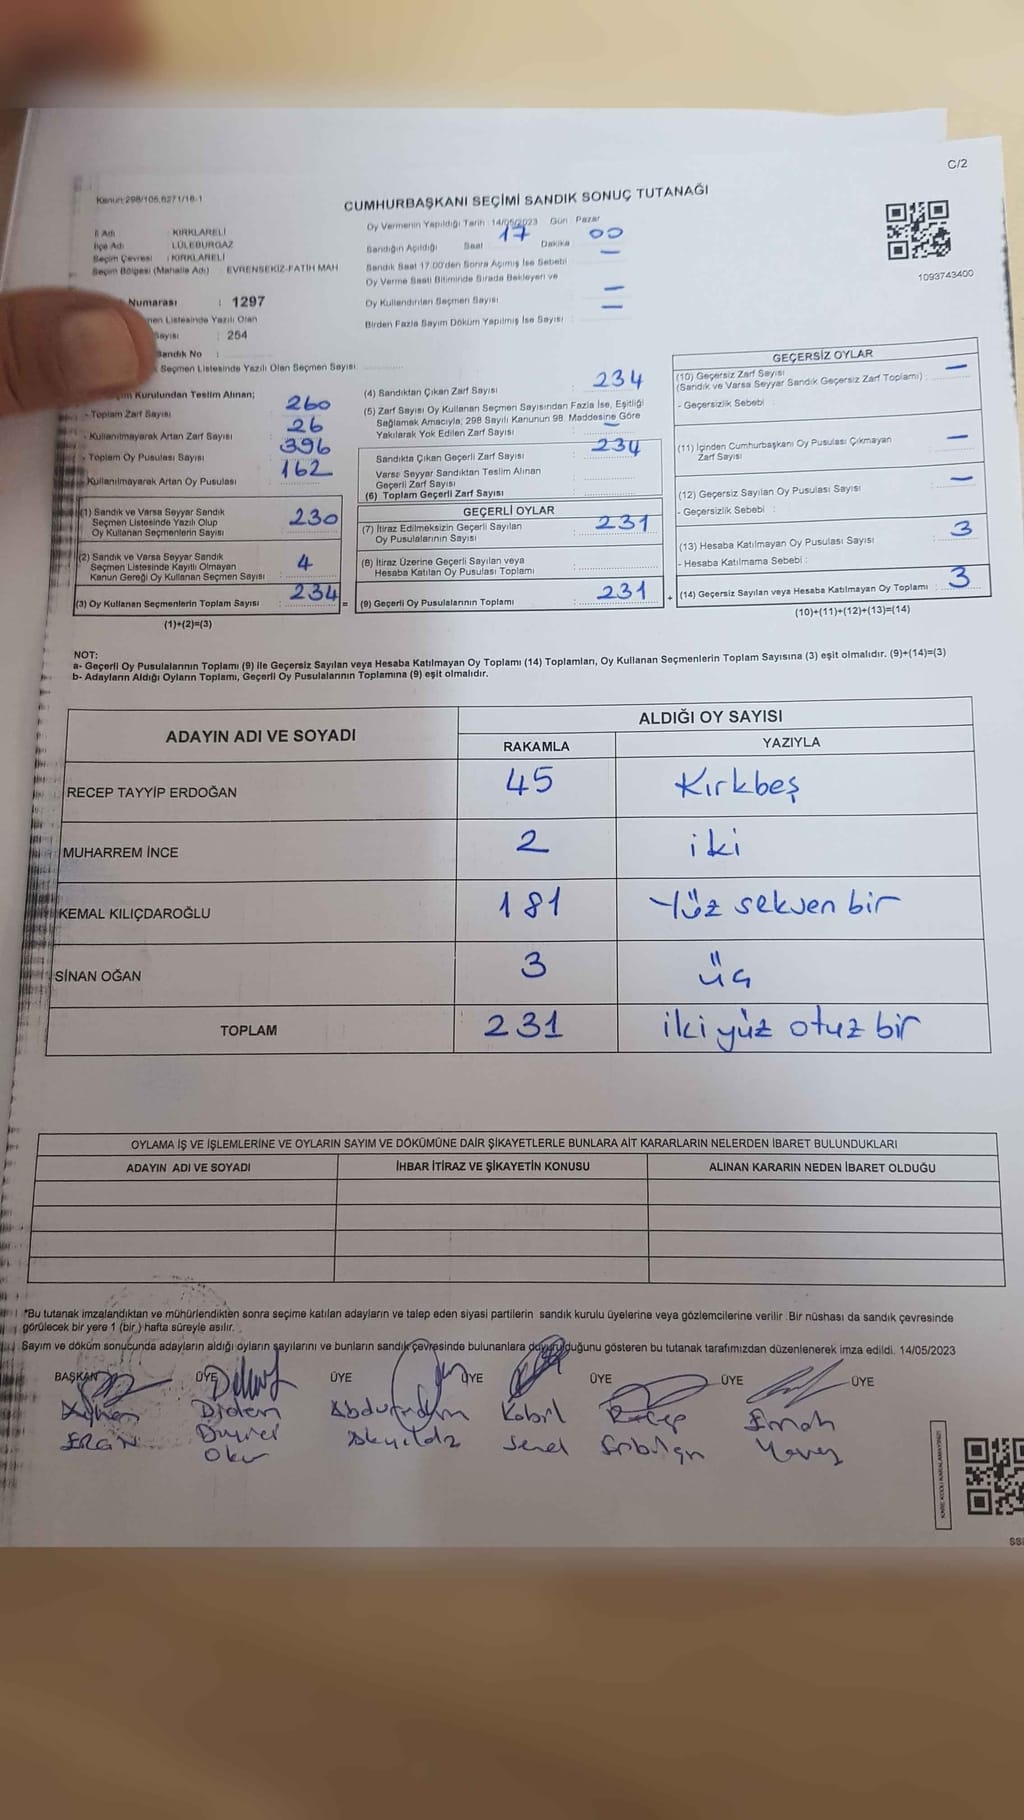 C/2
Kanun:298/105,6271/18-1
CUMHURBAŞKANI SEÇİMİ SANDIK SONUÇ TUTANAĞI
İl Adı : KIRKLARELİ
İlçe Adı : LÜLEBURGAZ
Seçim Çevresi : KIRKLARELİ
Seçim Bölgesi (Mahalle Adı) : EVRENSEKİZ-FATİH MAH
Numarası : 1297
men Listesinde Yazılı Olan
Sayısı : 254
Sandık No :
Seçmen Listesinde Yazılı Olan Seçmen Sayısı
Oy Vermenin Yapıldığı Tarih : 14/05/2023 Gün : Pazar
Sandığın Açıldığı Saat 17 Dakika 00
Sandık Saat 17.00'den Sonra Açımış İse Sebebi : —
Oy Verme Saati Bitiminde Sırada Bekleyen ve
Oy Kullandırılan Seçmen Sayısı : —
Birden Fazla Sayım Döküm Yapılmış İse Sayısı : —
1093743400
Kurulundan Teslim Alınan;
- Toplam Zarf Sayısı : 260
- Kullanılmayarak Artan Zarf Sayısı : 26
- Toplam Oy Pusulası Sayısı : 396
Kullanılmayarak Artan Oy Pusulası : 162
(1) Sandık ve Varsa Seyyar Sandık
Seçmen Listesinde Yazılı Olup
Oy Kullanan Seçmenlerin Sayısı : 230
(2) Sandık ve Varsa Seyyar Sandık
Seçmen Listesinde Kayıtlı Olmayan
Kanun Gereği Oy Kullanan Seçmen Sayısı : 4
(3) Oy Kullanan Seçmenlerin Toplam Sayısı : 234 =
(1)+(2)=(3)
(4) Sandıktan Çıkan Zarf Sayısı : 234
(5) Zarf Sayısı Oy Kullanan Seçmen Sayısından Fazla İse, Eşitliği
Sağlamak Amacıyla, 298 Sayılı Kanunun 98. Maddesine Göre
Yakılarak Yok Edilen Zarf Sayısı : —
Sandıkta Çıkan Geçerli Zarf Sayısı : 234
Varsa Seyyar Sandıktan Teslim Alınan
Geçerli Zarf Sayısı :
(6) Toplam Geçerli Zarf Sayısı :
GEÇERLİ OYLAR
(7) İtiraz Edilmeksizin Geçerli Sayılan
Oy Pusulalarının Sayısı : 231
(8) İtiraz Üzerine Geçerli Sayılan veya
Hesaba Katılan Oy Pusulası Toplamı :
(9) Geçerli Oy Pusulalarının Toplamı : 231 +
GEÇERSİZ OYLAR
(10) Geçersiz Zarf Sayısı
(Sandık ve Varsa Seyyar Sandık Geçersiz Zarf Toplamı) : —
- Geçersizlik Sebebi :
(11) İçinden Cumhurbaşkanı Oy Pusulası Çıkmayan
Zarf Sayısı : —
(12) Geçersiz Sayılan Oy Pusulası Sayısı : —
- Geçersizlik Sebebi :
(13) Hesaba Katılmayan Oy Pusulası Sayısı : 3
- Hesaba Katılmama Sebebi :
(14) Geçersiz Sayılan veya Hesaba Katılmayan Oy Toplamı : 3
(10)+(11)+(12)+(13)=(14)
NOT:
a- Geçerli Oy Pusulalarının Toplamı (9) ile Geçersiz Sayılan veya Hesaba Katılmayan Oy Toplamı (14) Toplamları, Oy Kullanan Seçmenlerin Toplam Sayısına (3) eşit olmalıdır. (9)+(14)=(3)
b- Adayların Aldığı Oyların Toplamı, Geçerli Oy Pusulalarının Toplamına (9) eşit olmalıdır.
ADAYIN ADI VE SOYADI ALDIĞI OY SAYISI
RAKAMLA YAZIYLA
RECEP TAYYİP ERDOĞAN 45 Kırkbeş
MUHARREM İNCE 2 iki
KEMAL KILIÇDAROĞLU 181 Yüz seksen bir
SİNAN OĞAN 3 üç
TOPLAM 231 ikiyüz otuz bir
OYLAMA İŞ VE İŞLEMLERİNE VE OYLARIN SAYIM VE DÖKÜMÜNE DAİR ŞİKAYETLERLE BUNLARA AİT KARARLARIN NELERDEN İBARET BULUNDUKLARI
ADAYIN ADI VE SOYADI İHBAR İTİRAZ VE ŞİKAYETİN KONUSU ALINAN KARARIN NEDEN İBARET OLDUĞU
*Bu tutanak imzalandıktan ve mühürlendikten sonra seçime katılan adayların ve talep eden siyasi partilerin sandık kurulu üyelerine veya gözlemcilerine verilir. Bir nüshası da sandık çevresinde
görülecek bir yere 1 (bir) hafta süreyle asılır.
Sayım ve döküm sonucunda adayların aldığı oyların sayılarını ve bunların sandık çevresinde bulunanlara duyurulduğunu gösteren bu tutanak tarafımızdan düzenlenerek imza edildi. 14/05/2023
BAŞKAN ÜYE ÜYE ÜYE ÜYE ÜYE ÜYE
Didem Recep